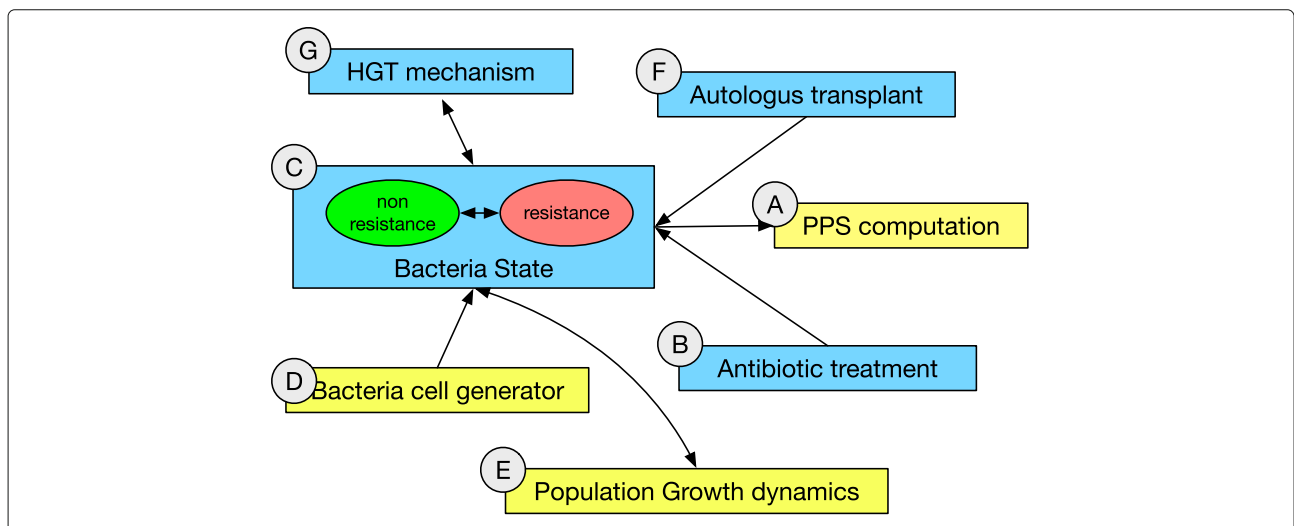 G
HGT mechanism
F
Autologus transplant
C
non
resistance
resistance
Bacteria State
A
PPS computation
B
Antibiotic treatment
D
Bacteria cell generator
E
Population Growth dynamics